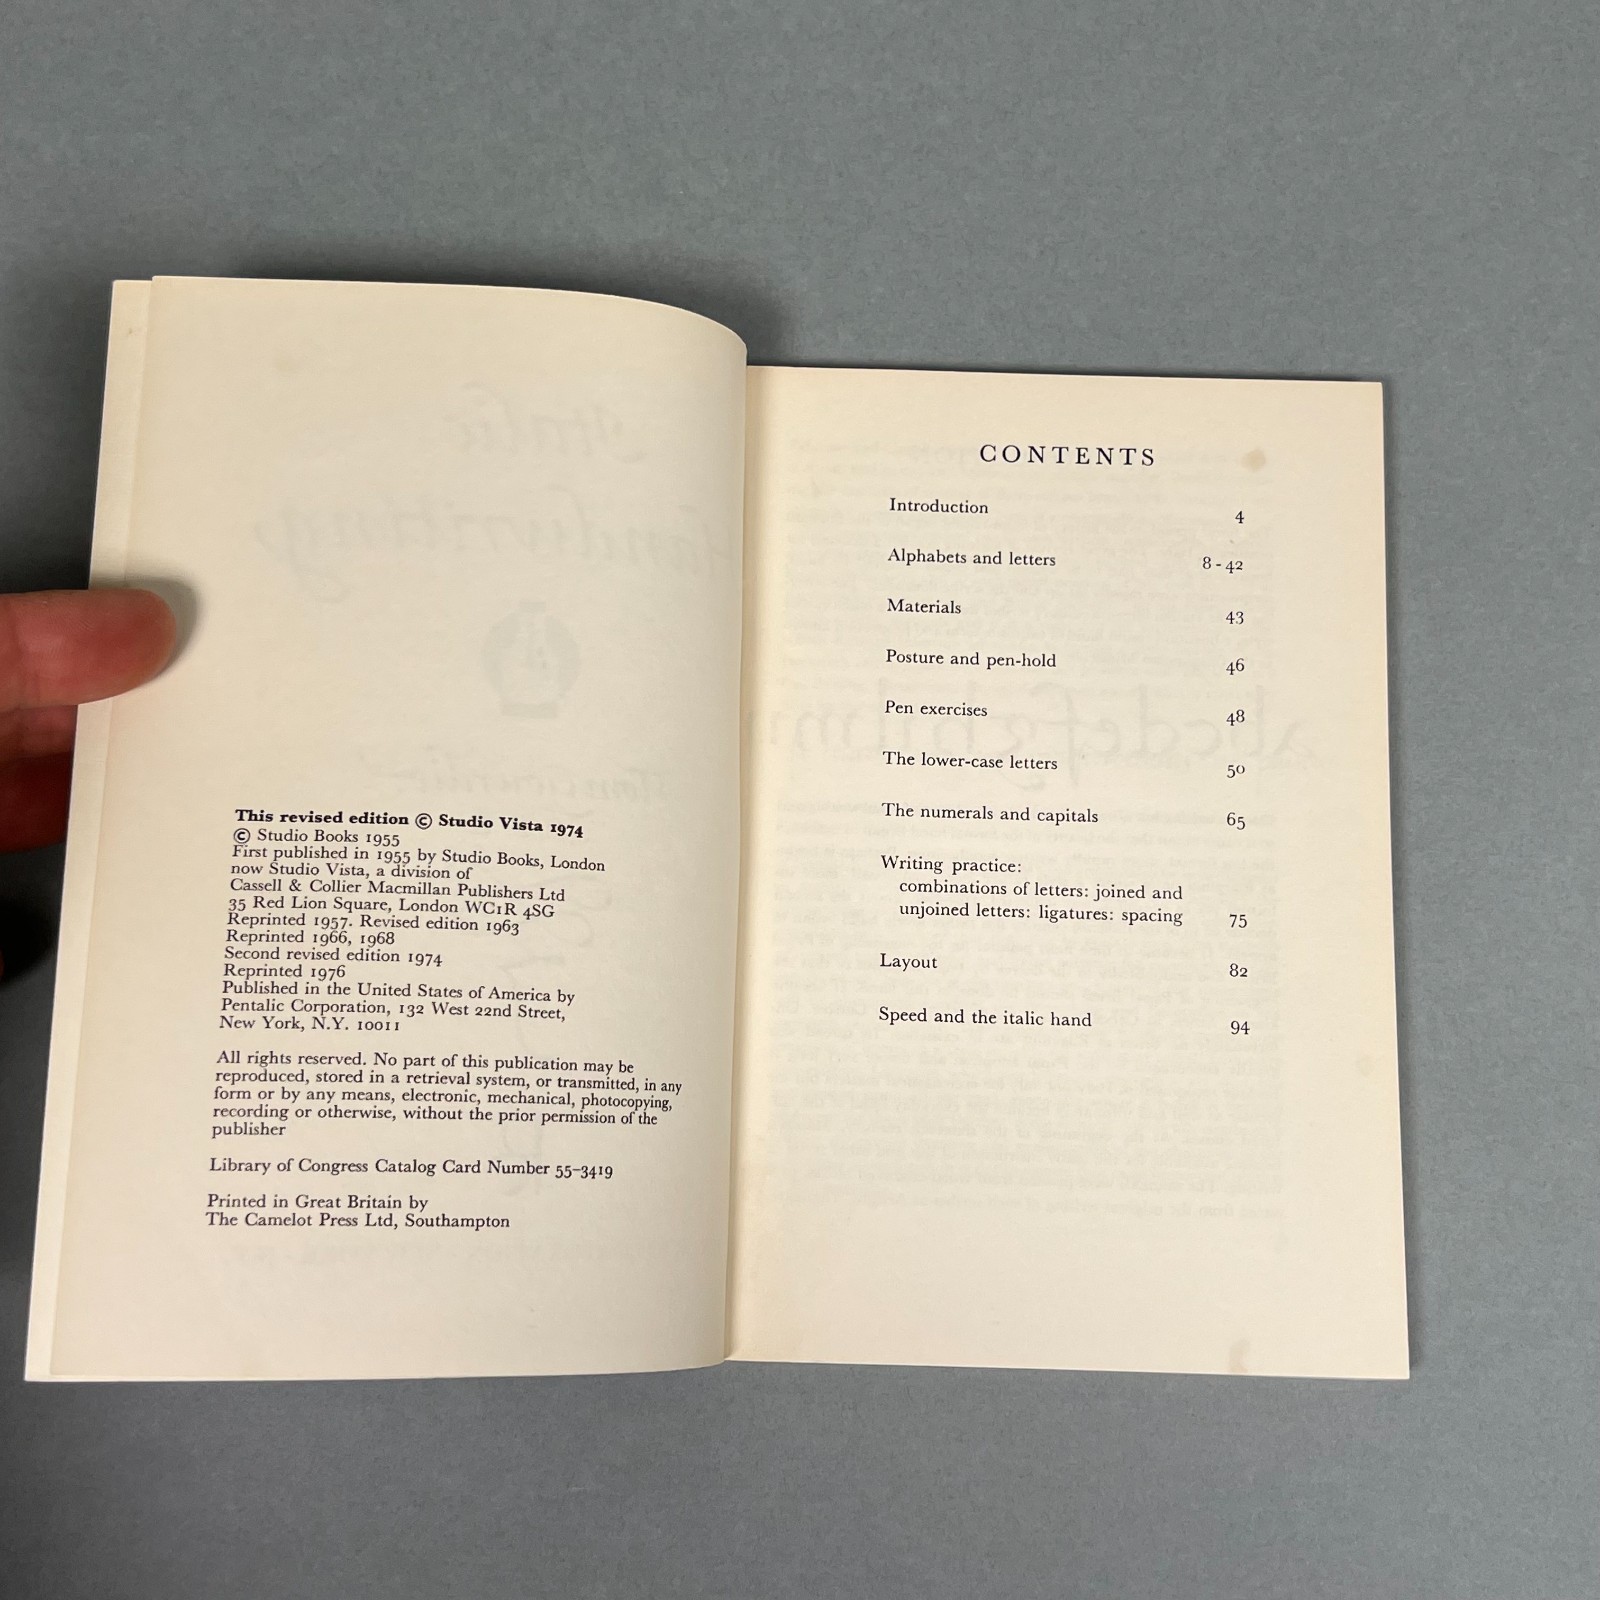 This revised edition © Studio Vista 1974
© Studio Books 1955
First published in 1955 by Studio Books, London
now Studio Vista, a division of
Cassell & Collier Macmillan Publishers Ltd
35 Red Lion Square, London WC1R 4SG
Reprinted 1957. Revised edition 1963
Reprinted 1966, 1968
Second revised edition 1974
Reprinted 1976
Published in the United States of America by
Pentalic Corporation, 132 West 22nd Street,
New York, N.Y. 10011
All rights reserved. No part of this publication may be
reproduced, stored in a retrieval system, or transmitted, in any
form or by any means, electronic, mechanical, photocopying,
recording or otherwise, without the prior permission of the
publisher
Library of Congress Catalog Card Number 55-3419
Printed in Great Britain by
The Camelot Press Ltd, Southampton
CONTENTS
Introduction 4
Alphabets and letters 8 - 42
Materials 43
Posture and pen-hold 46
Pen exercises 48
The lower-case letters 50
The numerals and capitals 65
Writing practice:
combinations of letters: joined and
unjoined letters: ligatures: spacing 75
Layout 82
Speed and the italic hand 94